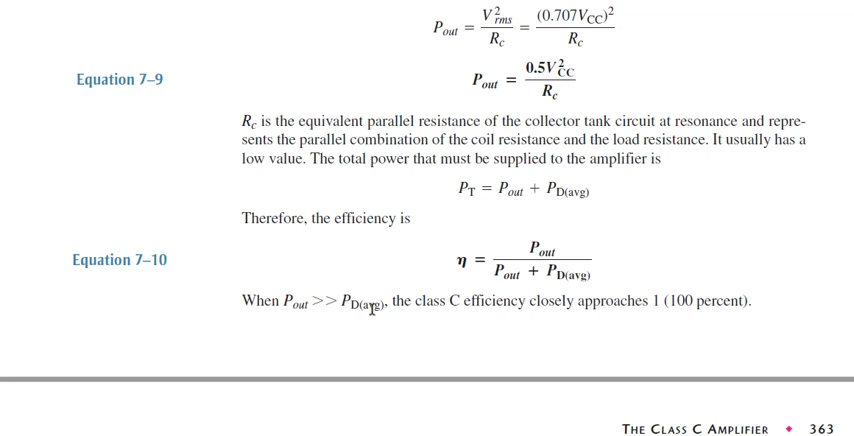 P_out = V²_rms / R_c = (0.707V_CC)² / R_c
Equation 7–9
P_out = 0.5V²_CC / R_c
R_c is the equivalent parallel resistance of the collector tank circuit at resonance and repre-
sents the parallel combination of the coil resistance and the load resistance. It usually has a
low value. The total power that must be supplied to the amplifier is
P_T = P_out + P_D(avg)
Therefore, the efficiency is
Equation 7–10
η = P_out / P_out + P_D(avg)
When P_out >> P_D(avg), the class C efficiency closely approaches 1 (100 percent).
THE CLASS C AMPLIFIER ◆ 363